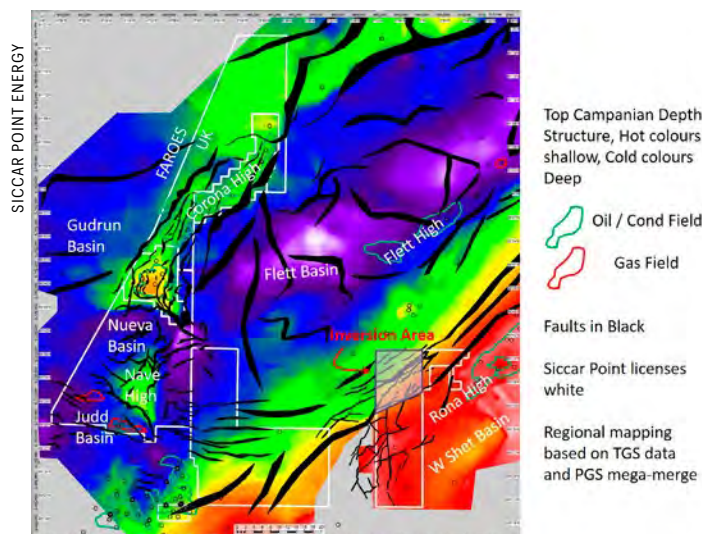 SICCAR POINT ENERGY
FAROES
UK
Corona High
Gudrun
Basin
Flett High
Flett Basin
Nueva
Basin
Inversion Area
Nave
High
Rona High
Judd
Basin
W Shet Basin
Top Campanian Depth
Structure, Hot colours
shallow, Cold colours
Deep
Oil / Cond Field
Gas Field
Faults in Black
Siccar Point licenses
white
Regional mapping
based on TGS data
and PGS mega-merge